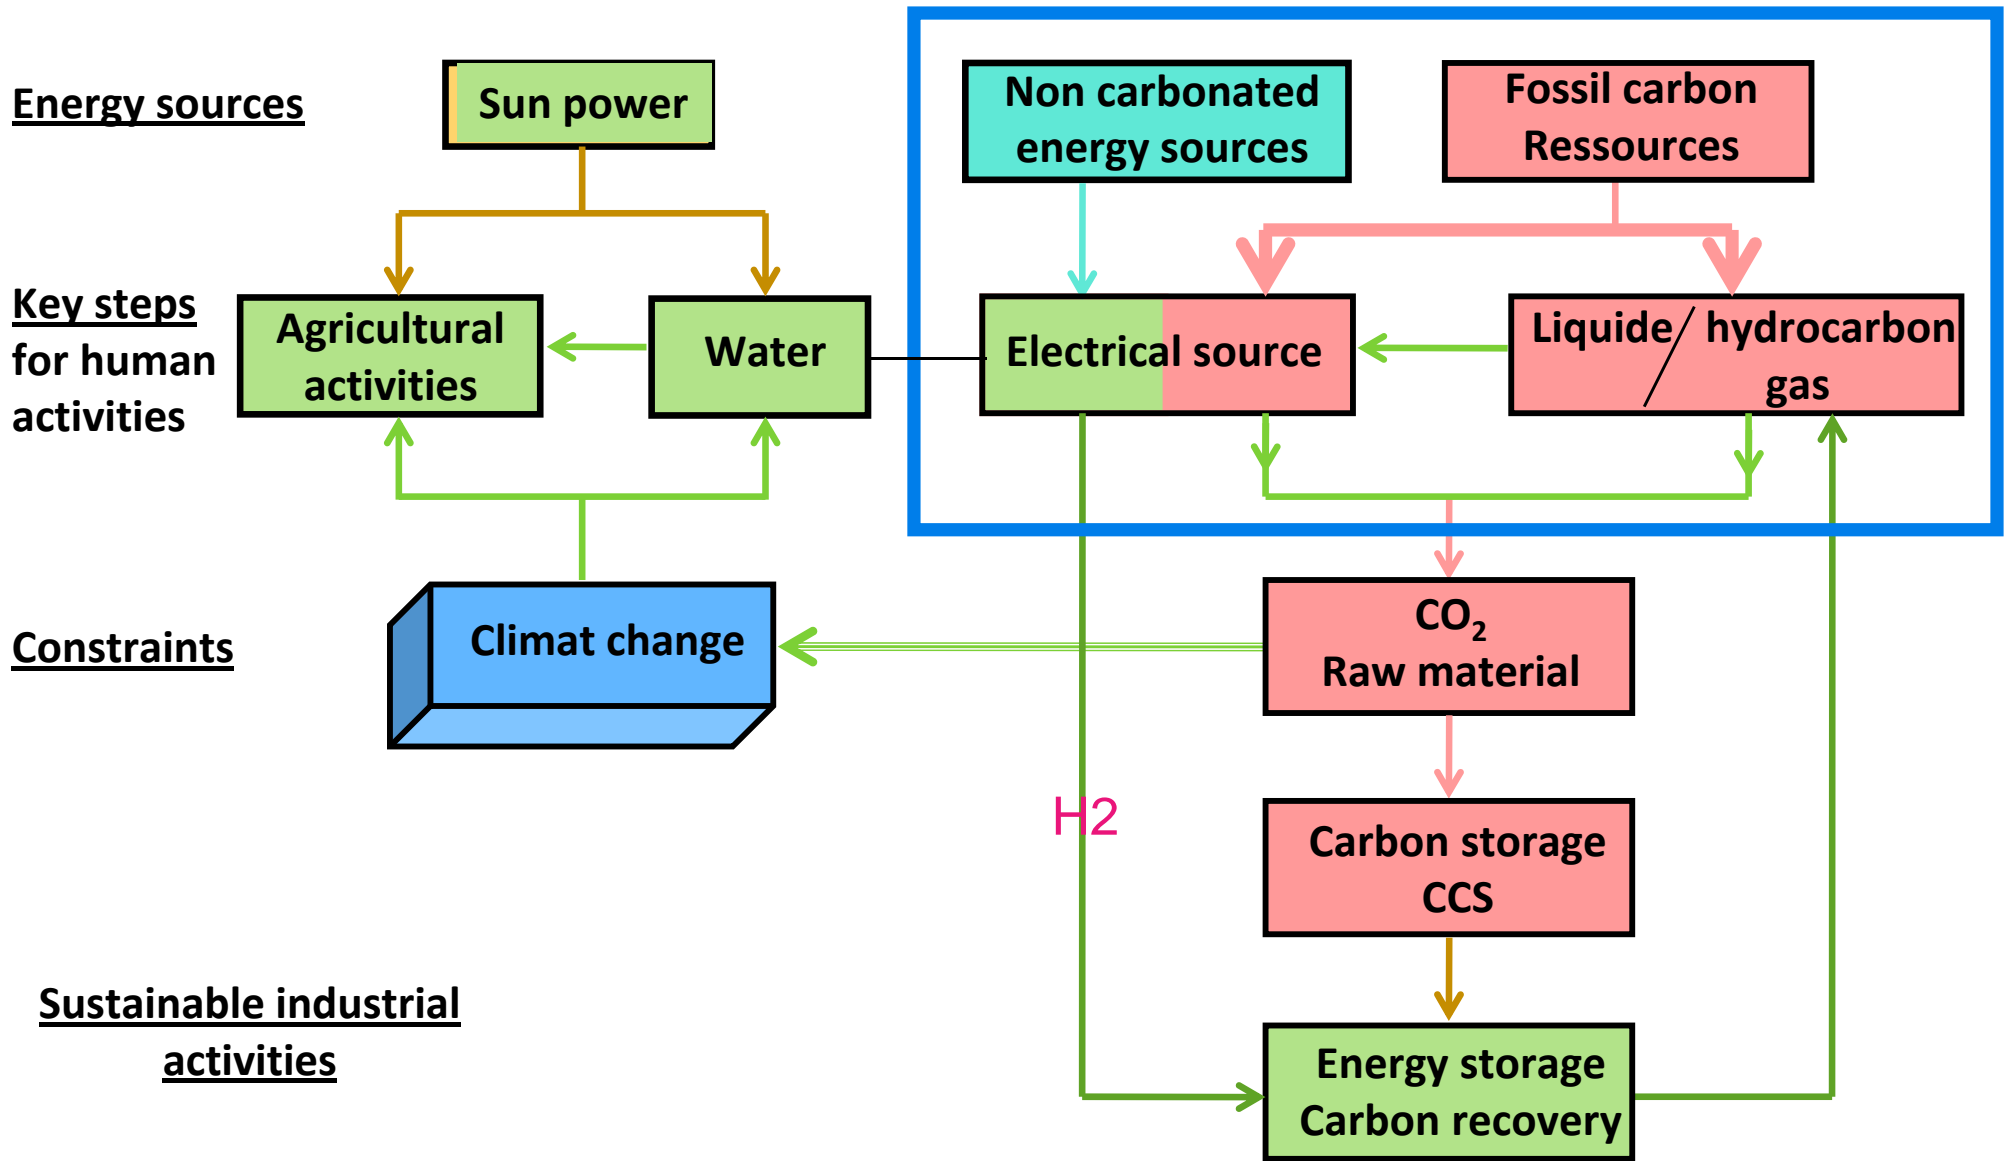 Energy sources
Sun power
Non carbonated
energy sources
Fossil carbon
Ressources
Key steps
for human
activities
Agricultural
activities
Water
Electrical source
Liquide/ hydrocarbon
gas
Constraints
Climat change
CO₂
Raw material
H2
Carbon storage
CCS
Sustainable industrial
activities
Energy storage
Carbon recovery